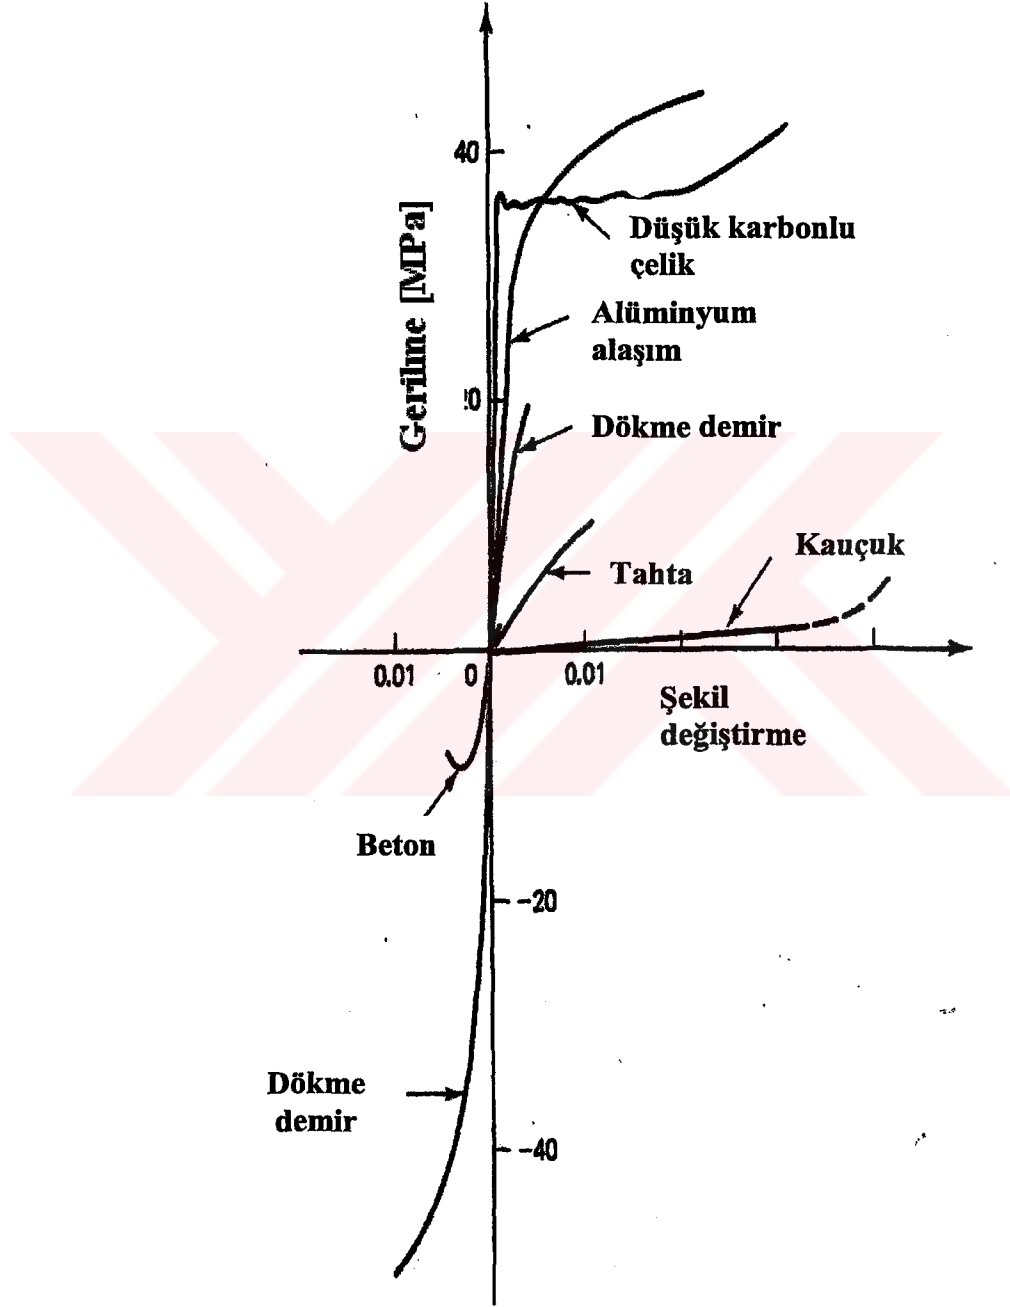 40
Gerilme [MPa]
Düşük karbonlu
çelik
Alüminyum
alaşım
Dökme demir
Kauçuk
Tahta
0.01
0
0.01
Şekil
değiştirme
Beton
-20
Dökme
demir
-40